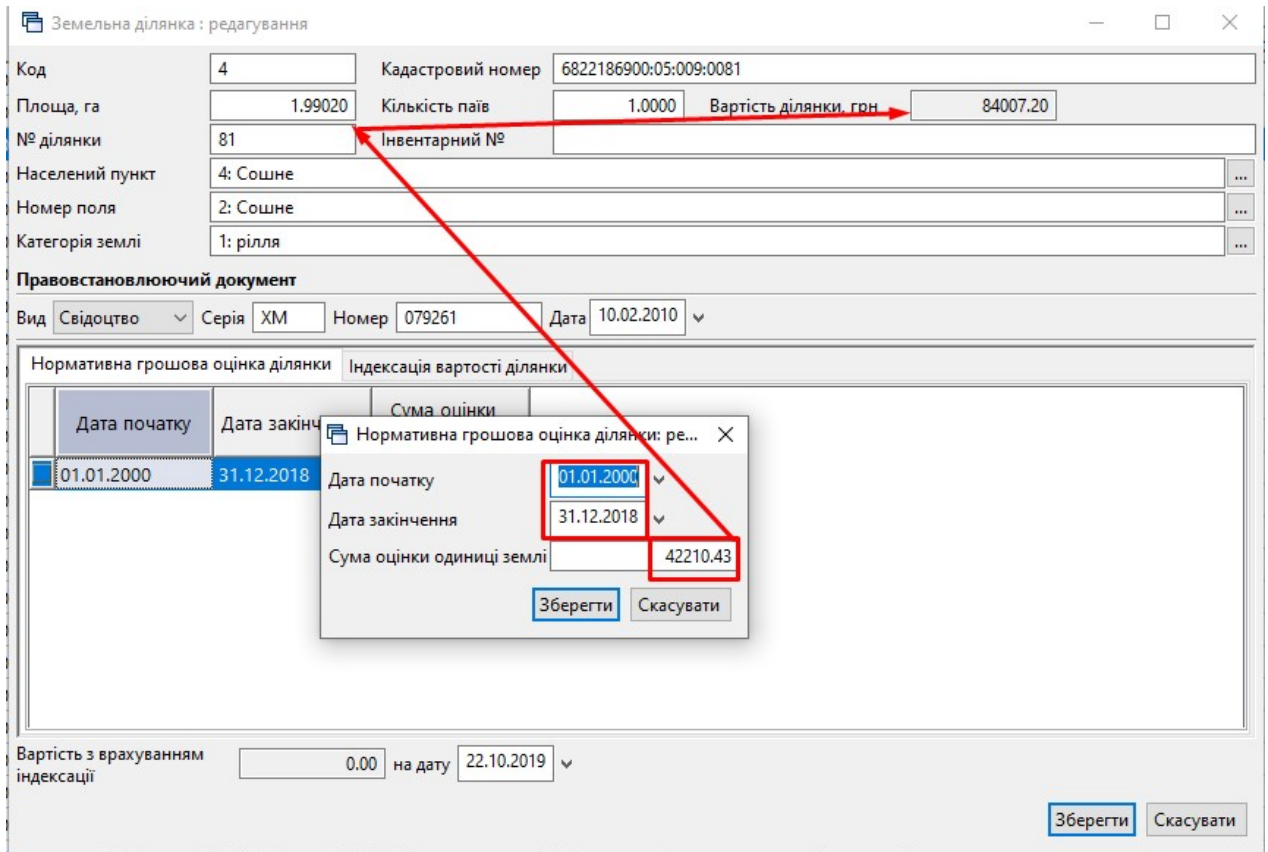 Земельна ділянка : редагування
Код 4 Кадастровий номер 6822186900:05:009:0081
Площа, га 1.99020 Кількість паїв 1.0000 Вартість ділянки, грн 84007.20
№ ділянки 81 Інвентарний №
Населений пункт 4: Сошне ...
Номер поля 2: Сошне ...
Категорія землі 1: рілля ...
Правовстановлюючий документ
Вид Свідоцтво Серія ХМ Номер 079261 Дата 10.02.2010
Нормативна грошова оцінка ділянки Індексація вартості ділянки
Дата початку Дата закінч Сума оцінки
01.01.2000 31.12.2018
Нормативна грошова оцінка ділянки: ре...
Дата початку 01.01.2000
Дата закінчення 31.12.2018
Сума оцінки одиниці землі 42210.43
Зберегти Скасувати
Вартість з врахуванням
індексації 0.00 на дату 22.10.2019
Зберегти Скасувати